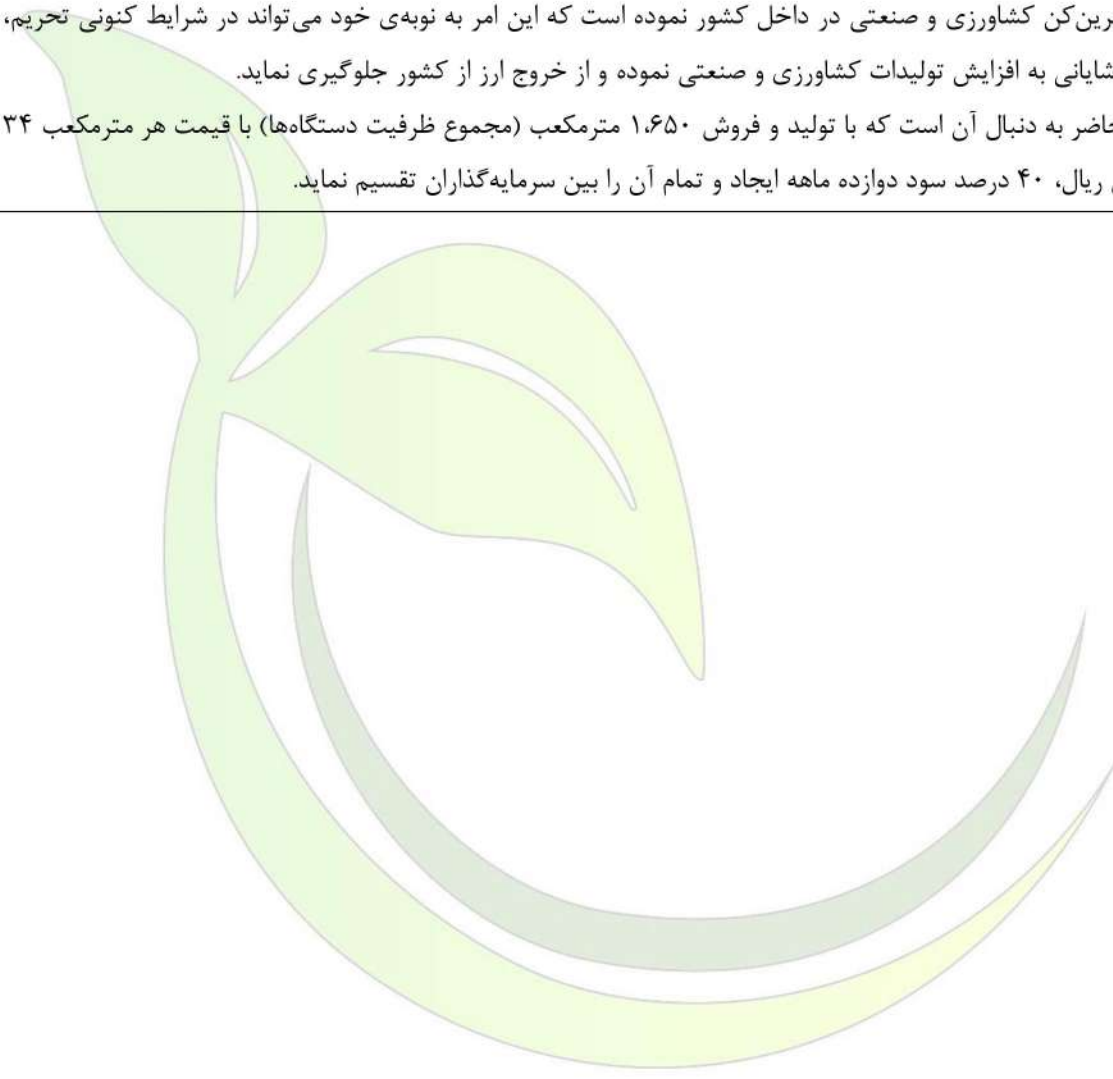 کشاورزی و صنعتی در داخل کشور نموده است که این امر به نوبه‌ی خود می‌تواند در شرایط کنونی تحریم،
شایانی به افزایش تولیدات کشاورزی و صنعتی نموده و از خروج ارز از کشور جلوگیری نماید.
حاضر به دنبال آن است که با تولید و فروش ۱،۶۵۰ مترمکعب (مجموع ظرفیت دستگاه‌ها) با قیمت هر مترمکعب ۳۴
ریال، ۴۰ درصد سود دوازده ماهه ایجاد و تمام آن را بین سرمایه‌گذاران تقسیم نماید.